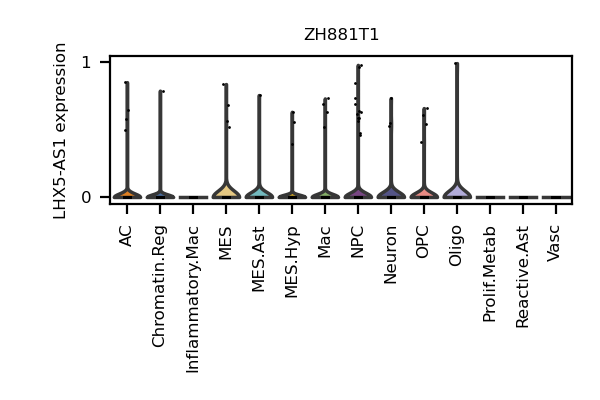 ZH881T1
LHX5-AS1 expression
1
0
AC
Chromatin.Reg
Inflammatory.Mac
MES
MES.Ast
MES.Hyp
Mac
NPC
Neuron
OPC
Oligo
Prolif.Metab
Reactive.Ast
Vasc